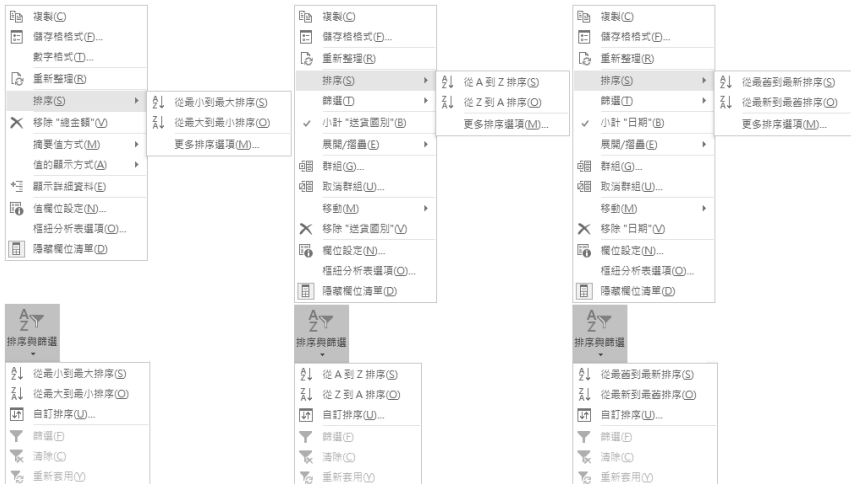 複製(C)
儲存格格式(F)...
數字格式(T)...
重新整理(R)
排序(S)
從最小到最大排序(S)
從最大到最小排序(O)
更多排序選項(M)...
移除 "總金額"(V)
摘要值方式(M)
值的顯示方式(A)
顯示詳細資料(E)
值欄位設定(N)...
樞紐分析表選項(O)...
隱藏欄位清單(D)
排序與篩選
從最小到最大排序(S)
從最大到最小排序(O)
自訂排序(U)...
篩選(F)
清除(C)
重新套用(Y)
複製(C)
儲存格格式(F)...
重新整理(R)
排序(S)
從 A 到 Z 排序(S)
從 Z 到 A 排序(O)
更多排序選項(M)...
篩選(T)
小計 "送貨國別"(B)
展開/摺疊(E)
群組(G)...
取消群組(U)...
移動(M)
移除 "送貨國別"(V)
欄位設定(N)...
樞紐分析表選項(O)...
隱藏欄位清單(D)
排序與篩選
從 A 到 Z 排序(S)
從 Z 到 A 排序(O)
自訂排序(U)...
篩選(F)
清除(C)
重新套用(Y)
複製(C)
儲存格格式(F)...
重新整理(R)
排序(S)
從最舊到最新排序(S)
從最新到最舊排序(O)
更多排序選項(M)...
篩選(T)
小計 "日期"(B)
展開/摺疊(E)
群組(G)...
取消群組(U)...
移動(M)
移除 "日期"(V)
欄位設定(N)...
樞紐分析表選項(O)...
隱藏欄位清單(D)
排序與篩選
從最舊到最新排序(S)
從最新到最舊排序(O)
自訂排序(U)...
篩選(F)
清除(C)
重新套用(Y)